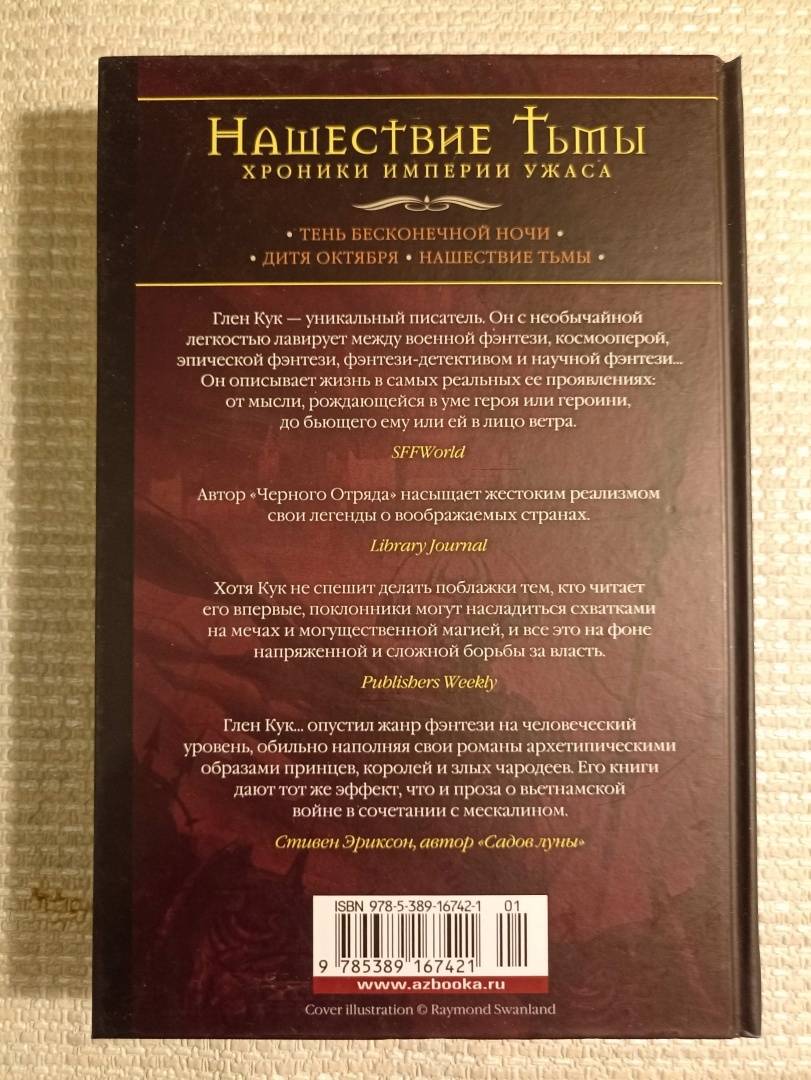 Нашествие Тьмы
ХРОНИКИ ИМПЕРИИ УЖАСА
• ТЕНЬ БЕСКОНЕЧНОЙ НОЧИ •
• ДИТЯ ОКТЯБРЯ • НАШЕСТВИЕ ТЬМЫ •
Глен Кук — уникальный писатель. Он с необычайной
легкостью лавирует между военной фэнтези, космооперой,
эпической фэнтези, фэнтези-детективом и научной фэнтези...
Он описывает жизнь в самых реальных ее проявлениях:
от мысли, рождающейся в уме героя или героини,
до бьющего ему или ей в лицо ветра.
SFFWorld
Автор «Черного Отряда» насыщает жестоким реализмом
свои легенды о воображаемых странах.
Library Journal
Хотя Кук не спешит делать поблажки тем, кто читает
его впервые, поклонники могут насладиться схватками
на мечах и могущественной магией, и все это на фоне
напряженной и сложной борьбы за власть.
Publishers Weekly
Глен Кук... опустил жанр фэнтези на человеческий
уровень, обильно наполняя свои романы архетипическими
образами принцев, королей и злых чародеев. Его книги
дают тот же эффект, что и проза о вьетнамской
войне в сочетании с мескалином.
Стивен Эриксон, автор «Садов луны»
ISBN 978-5-389-16742-1 01
9 785389 167421
www.azbooka.ru
Cover illustration © Raymond Swanland